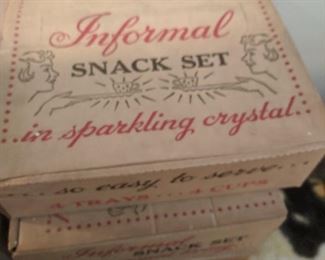 Informal
SNACK SET
in sparkling crystal...
...so easy to serve...
4 TRAYS... 4 CUPS
Informal
SNACK SET